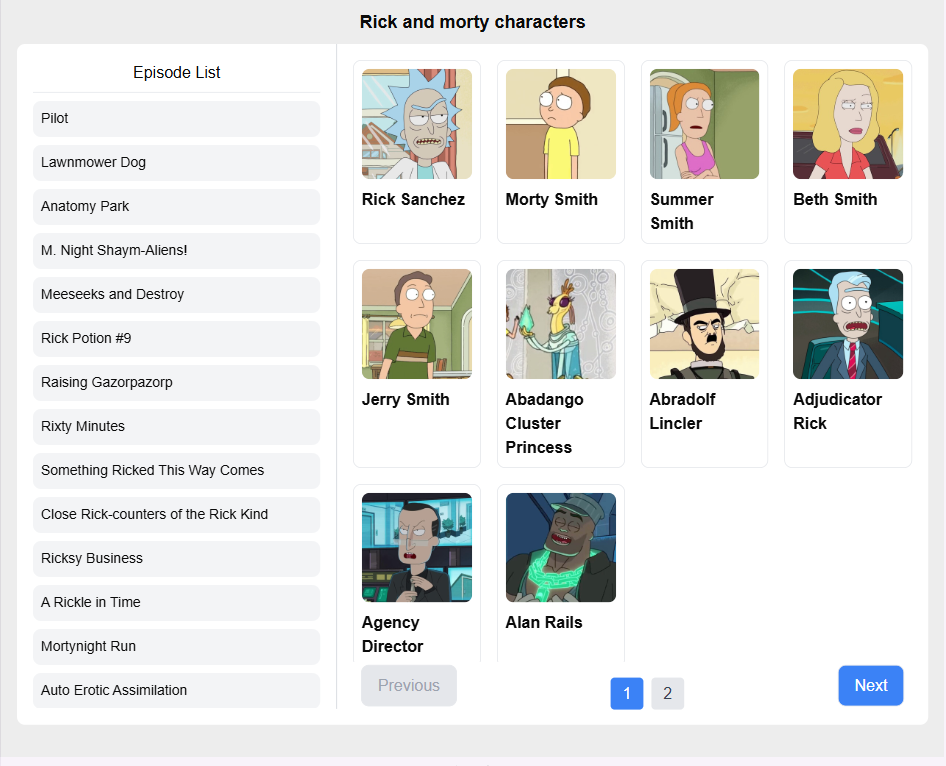 Rick and morty characters
Episode List
Pilot
Lawnmower Dog
Anatomy Park
M. Night Shaym-Aliens!
Meeseeks and Destroy
Rick Potion #9
Raising Gazorpazorp
Rixty Minutes
Something Ricked This Way Comes
Close Rick-counters of the Rick Kind
Ricksy Business
A Rickle in Time
Mortynight Run
Auto Erotic Assimilation
Rick Sanchez
Morty Smith
Summer
Smith
Beth Smith
Jerry Smith
Abadango
Cluster
Princess
Abradolf
Lincler
Adjudicator
Rick
Agency
Director
Alan Rails
Previous
1
2
Next